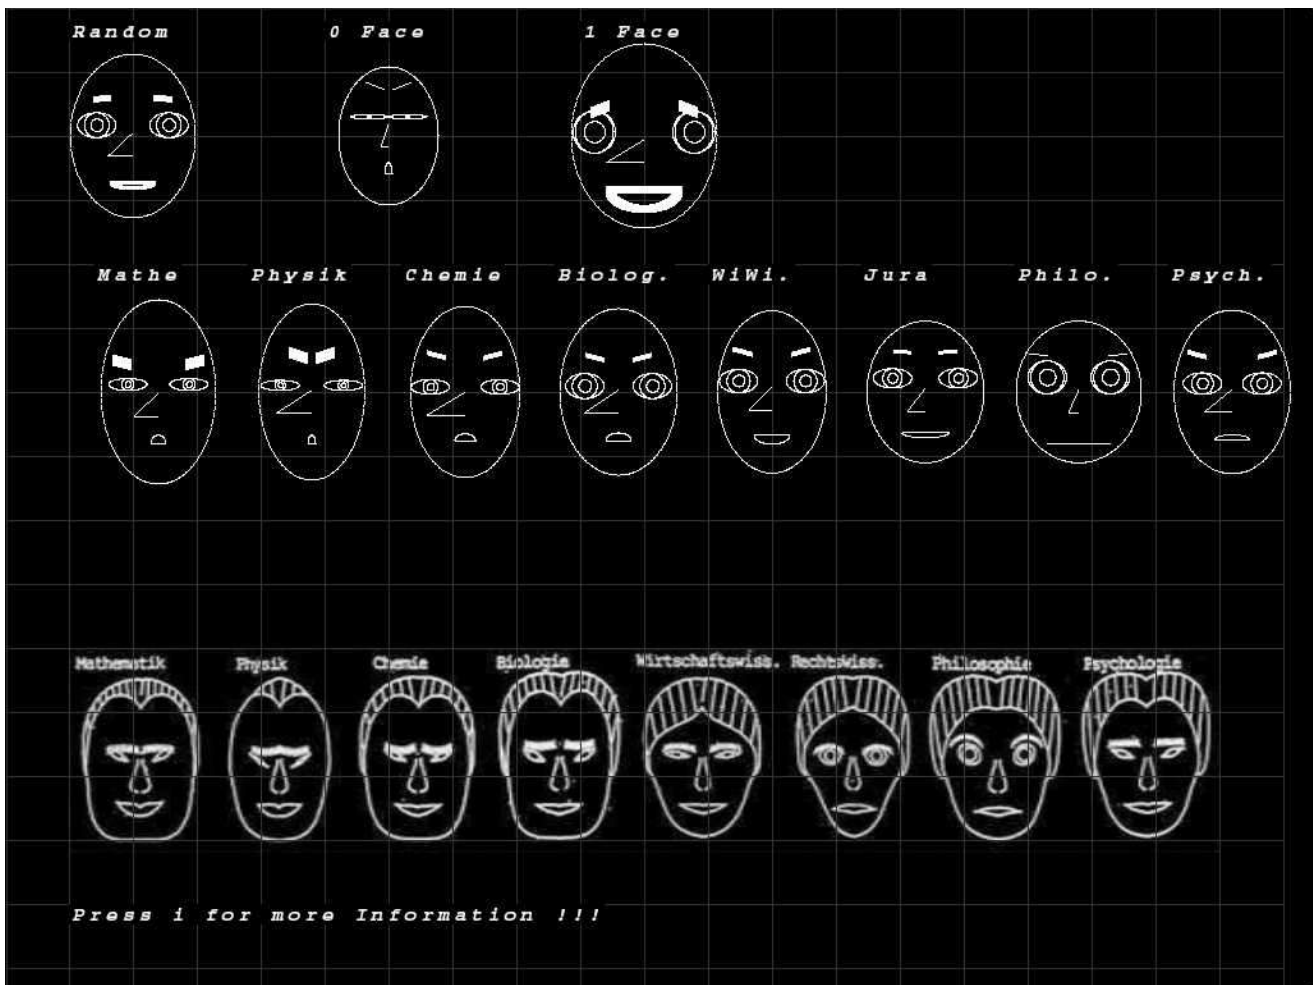 Random 0 Face 1 Face
Mathe Physik Chemie Biolog. WiWi. Jura Philo. Psych.
Mathematik Physik Chemie Biologie Wirtschaftswiss. Rechtswiss. Philosophie Psychologie
Press i for more Information !!!